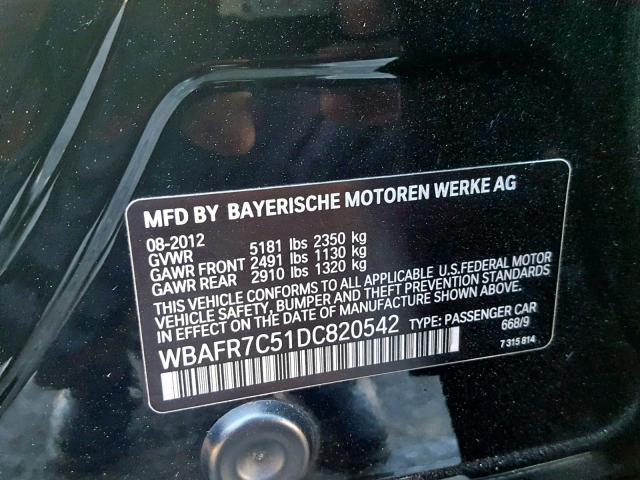 MFD BY BAYERISCHE MOTOREN WERKE AG
08-2012
GVWR 5181 lbs 2350 kg
GAWR FRONT 2491 lbs 1130 kg
GAWR REAR 2910 lbs 1320 kg
THIS VEHICLE CONFORMS TO ALL APPLICABLE U.S.FEDERAL MOTOR
VEHICLE SAFETY, BUMPER AND THEFT PREVENTION STANDARDS
IN EFFECT ON THE DATE OF MANUFACTURE SHOWN ABOVE.
WBAFR7C51DC820542 TYPE: PASSENGER CAR
668/9
7 315 814